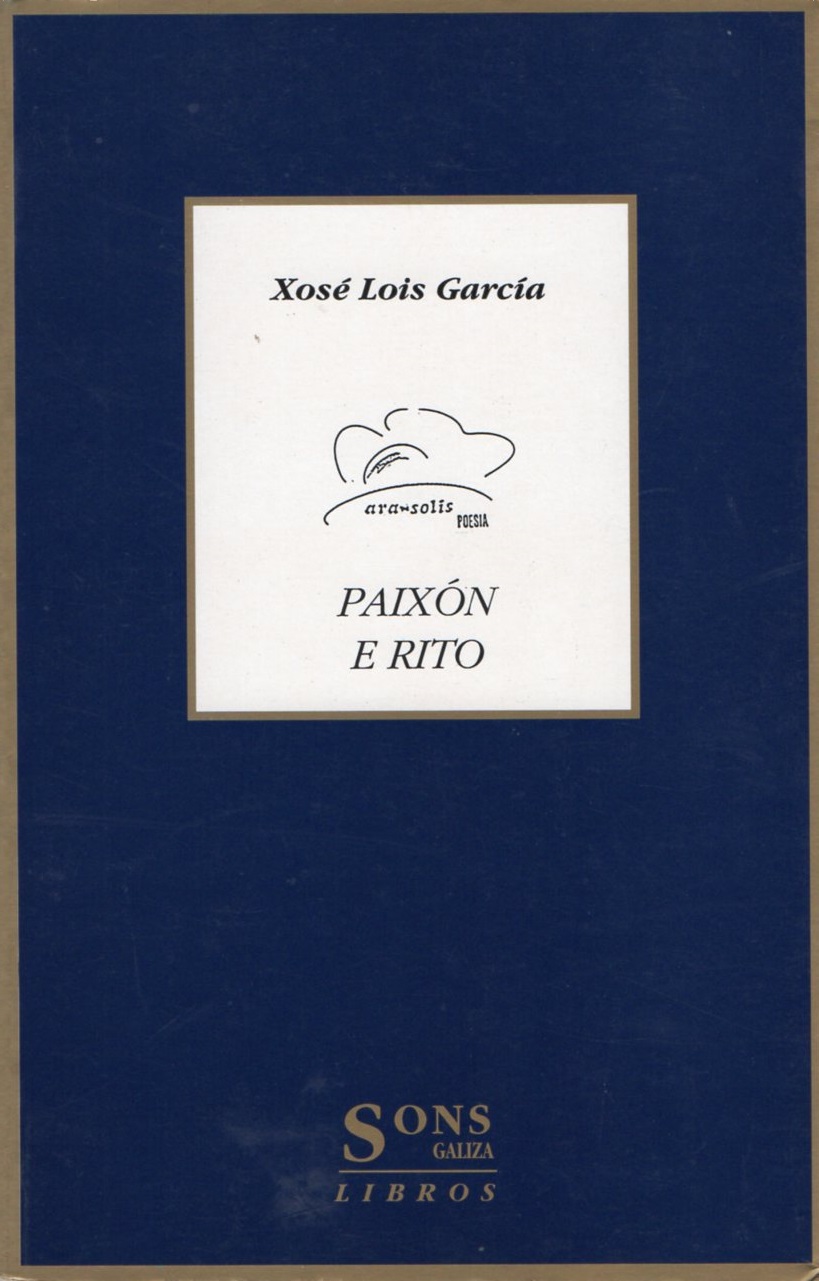 Xosé Lois García
ara~solis
POESIA
PAIXÓN
E RITO
SONS
GALIZA
LIBROS